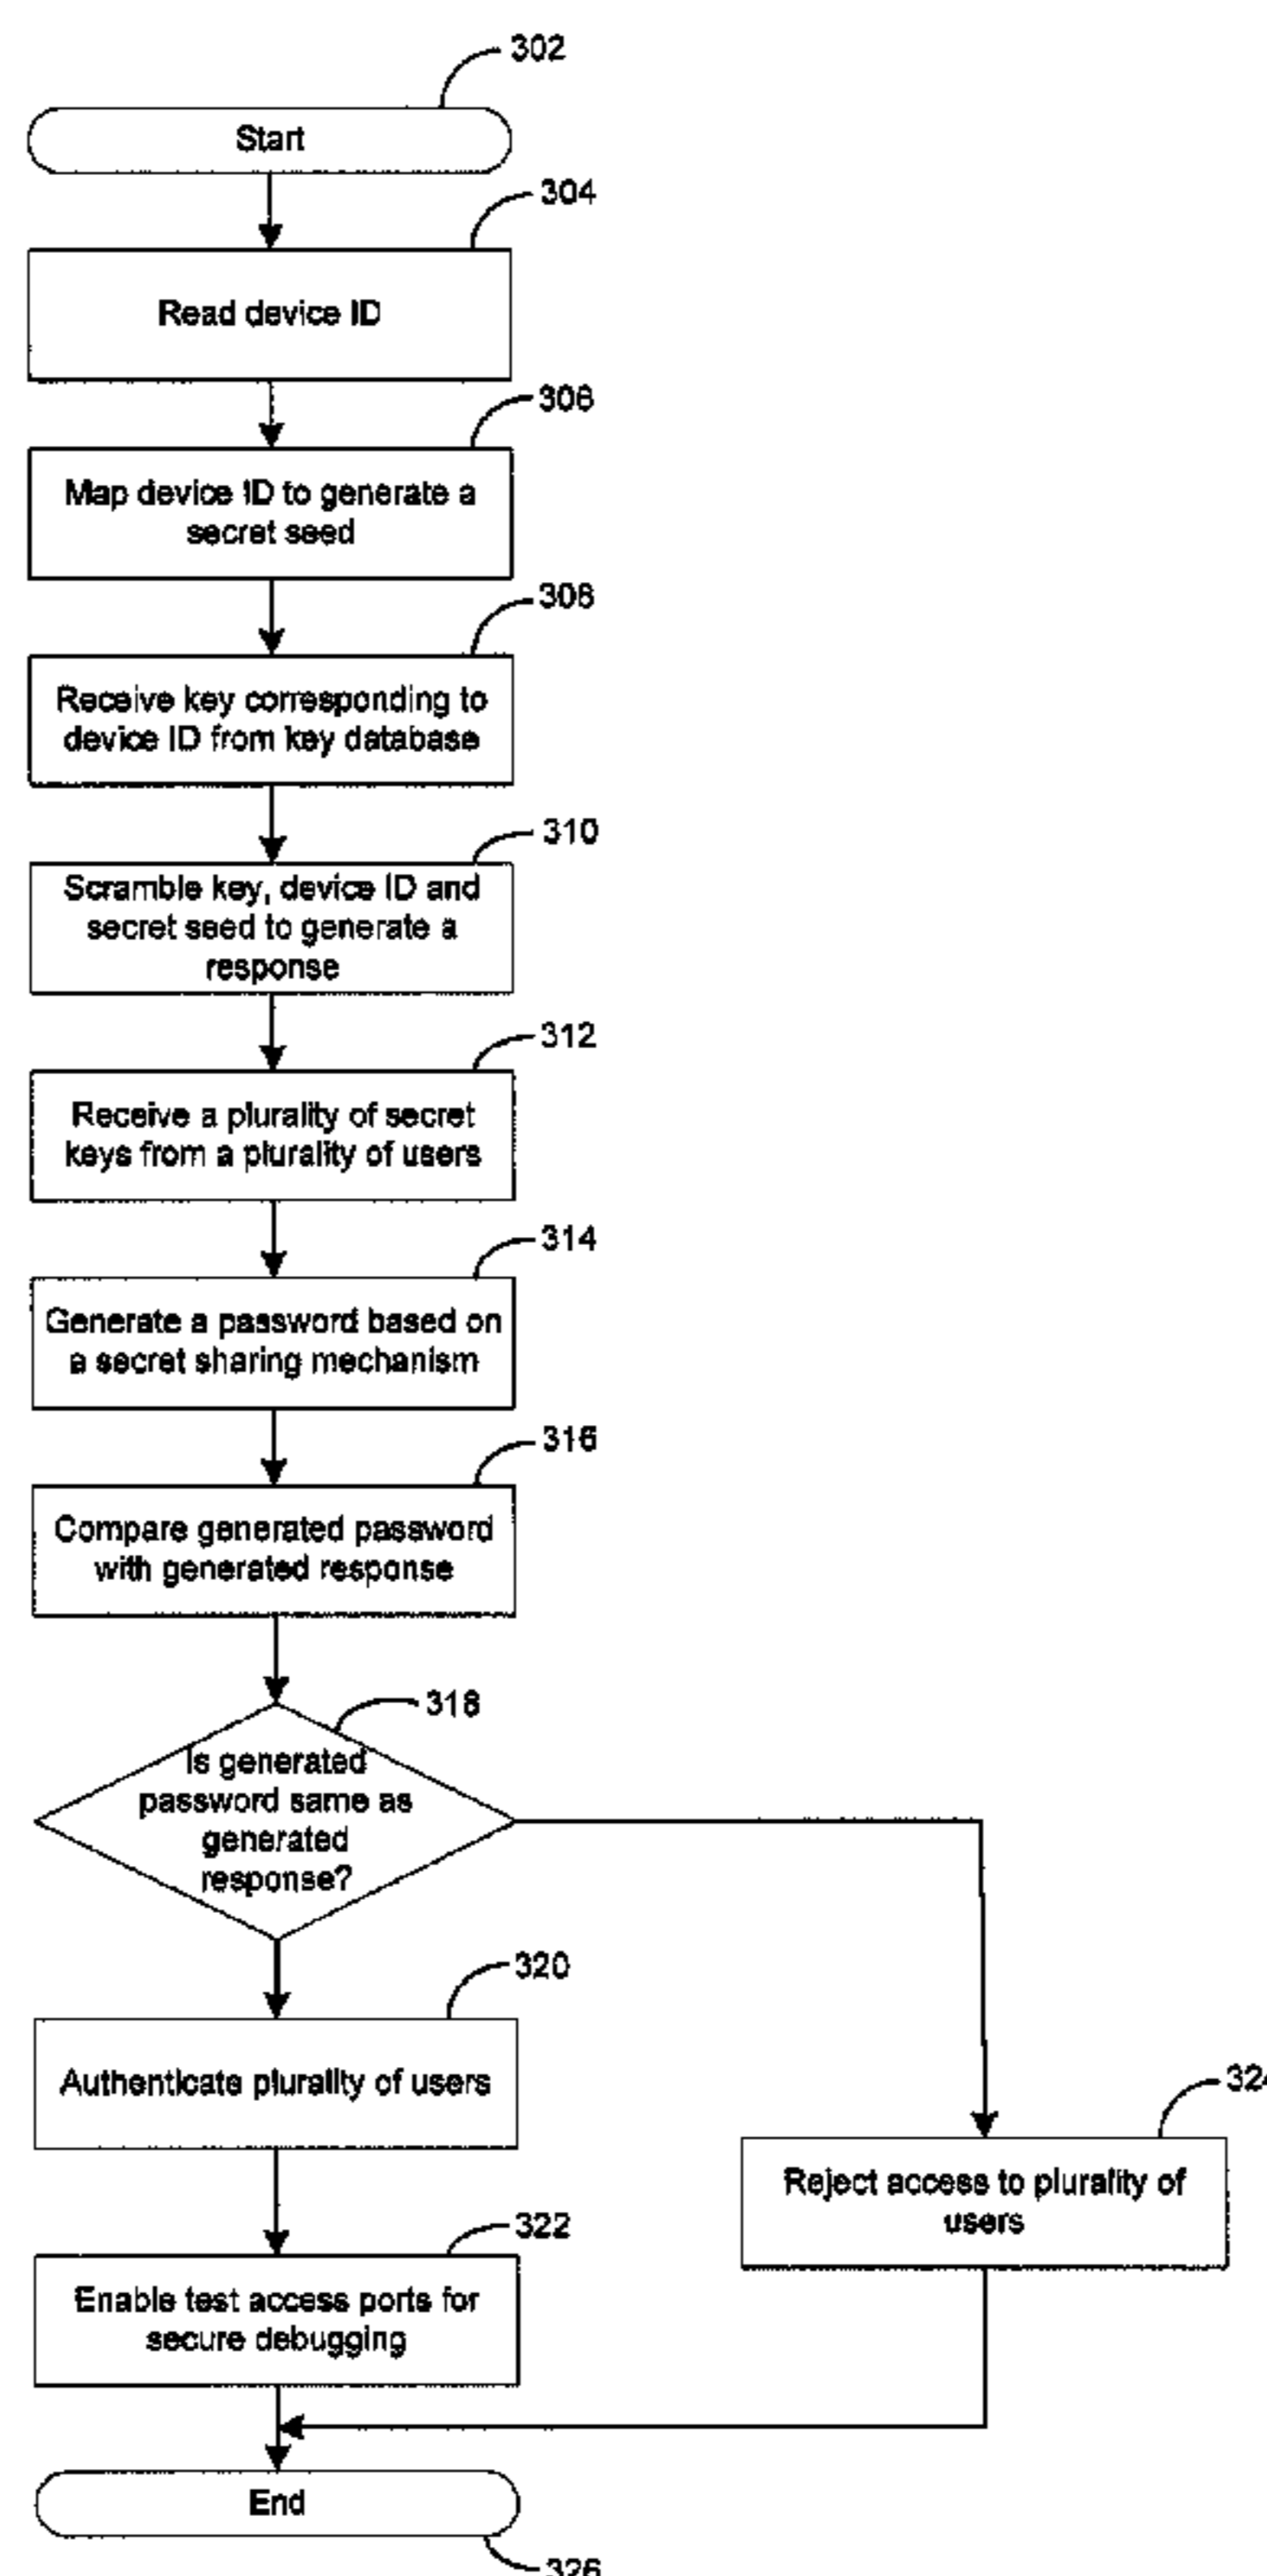 302
Start
304
Read device ID
306
Map device ID to generate a
secret seed
308
Receive key corresponding to
device ID from key database
310
Scramble key, device ID and
secret seed to generate a
response
312
Receive a plurality of secret
keys from a plurality of users
314
Generate a password based on
a secret sharing mechanism
316
Compare generated password
with generated response
318
Is generated
password same as
generated
response?
320
Authenticate plurality of users
324
Reject access to plurality of
users
322
Enable test access ports for
secure debugging
End
326